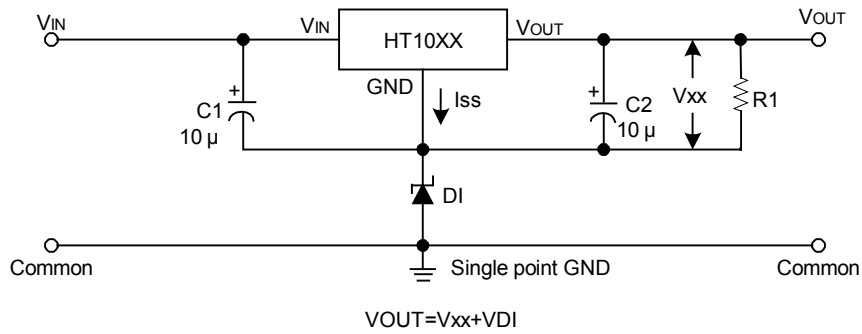 VIN
VIN
HT10XX
VOUT
VOUT
GND
Iss
C1
10 µ
C2
10 µ
Vxx
R1
DI
Common
Single point GND
Common
VOUT=Vxx+VDI